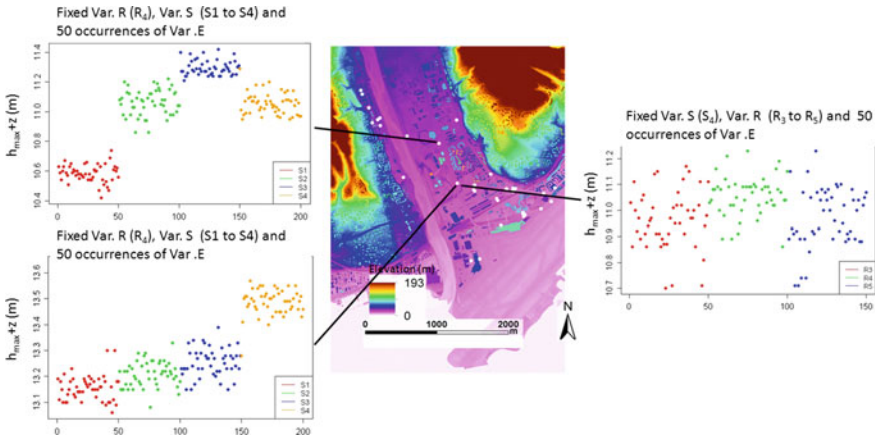 Fixed Var. R (R4), Var. S (S1 to S4) and
50 occurrences of Var .E
hmax+z (m)
11.4
11.2
11.0
10.8
10.6
10.4
0
50
100
150
200
S1
S2
S3
S4
Fixed Var. R (R4), Var. S (S1 to S4) and
50 occurrences of Var .E
hmax+z (m)
13.6
13.5
13.4
13.3
13.2
13.1
0
50
100
150
200
S1
S2
S3
S4
Elevation (m)
193
0
N
0
1000
2000
m
Fixed Var. S (S4), Var. R (R3 to R5) and 50
occurrences of Var .E
hmax+z (m)
11.2
11.1
11.0
10.9
10.8
10.7
0
50
100
150
R3
R4
R5